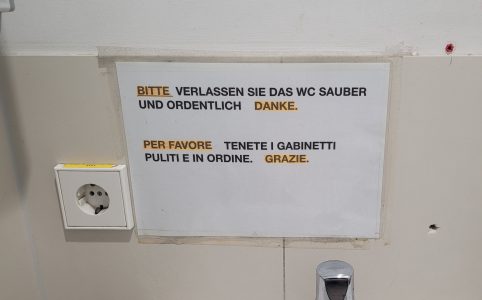 BITTE VERLASSEN SIE DAS WC SAUBER
UND ORDENTLICH DANKE.
PER FAVORE TENETE I GABINETTI
PULITI E IN ORDINE. GRAZIE.